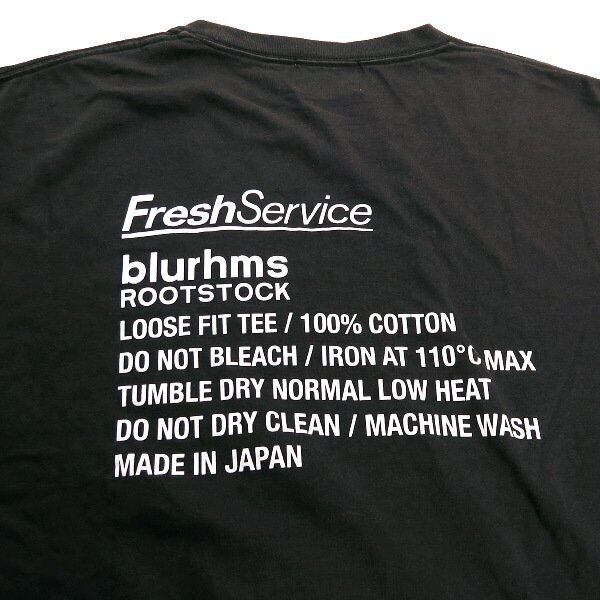 FreshService
blurhms
ROOTSTOCK
LOOSE FIT TEE / 100% COTTON
DO NOT BLEACH / IRON AT 110°C MAX
TUMBLE DRY NORMAL LOW HEAT
DO NOT DRY CLEAN / MACHINE WASH
MADE IN JAPAN